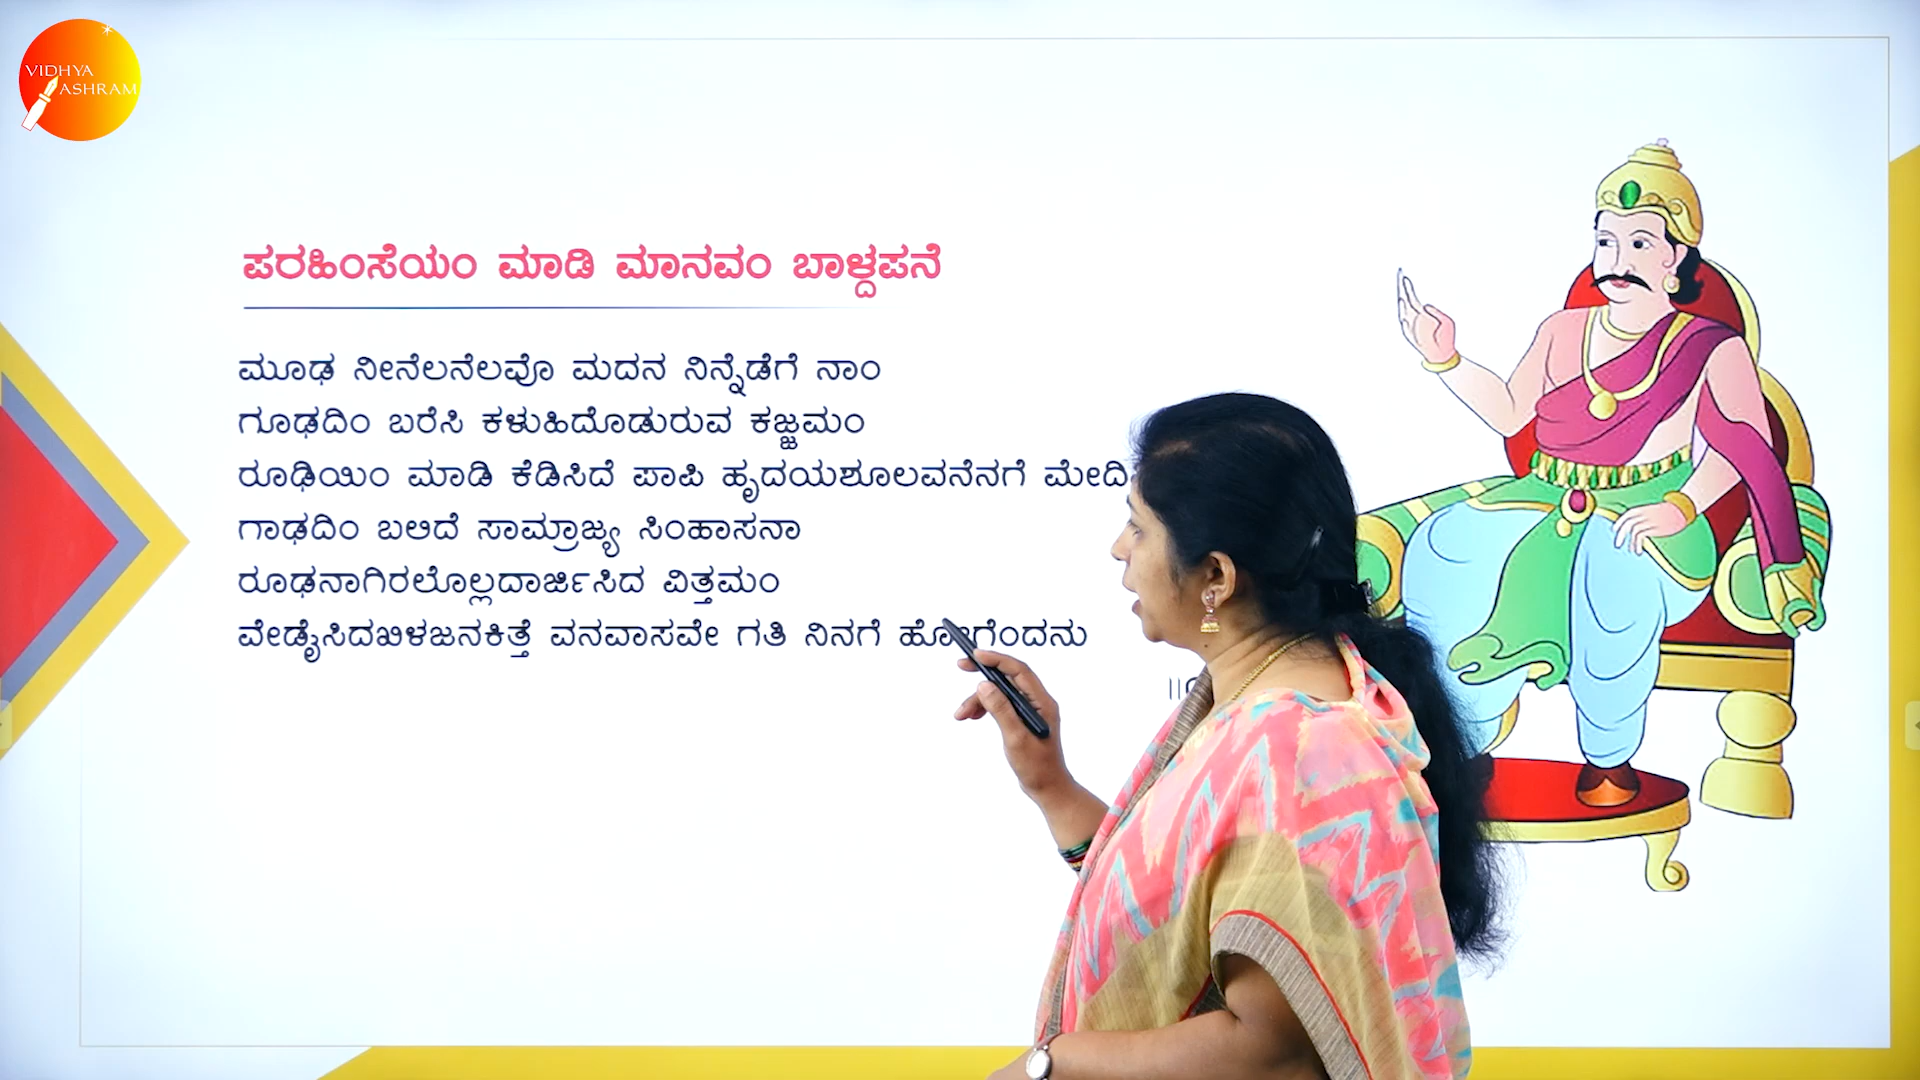 VIDHYA
ASHRAM
ಪರಹಿಂಸೆಯಂ ಮಾಡಿ ಮಾನವಂ ಬಾಳ್ದಪನೆ
ಮೂಢ ನೀನೆಲನೆಲವೊ ಮದನ ನಿನ್ನೆಡೆಗೆ ನಾಂ
ಗೂಢದಿಂ ಬರೆಸಿ ಕಳುಹಿದೊಡುರುವ ಕಜ್ಜಮಂ
ರೂಢಿಯಿಂ ಮಾಡಿ ಕೆಡಿಸಿದೆ ಪಾಪಿ ಹೃದಯಶೂಲವನೆನಗೆ
ಗಾಢದಿಂ ಬಲಿದೆ ಸಾಮ್ರಾಜ್ಯ ಸಿಂಹಾಸನಾ
ರೂಢನಾಗಿರಲೊಲ್ಲದಾರ್ಜಿಸಿದ ವಿತ್ತಮಂ
ವೇಡೈಸಿದಖಿಳಜನಕಿತ್ತೆ ವನವಾಸವೇ ಗತಿ ನಿನಗೆ ಹೋಗೆಂದನು